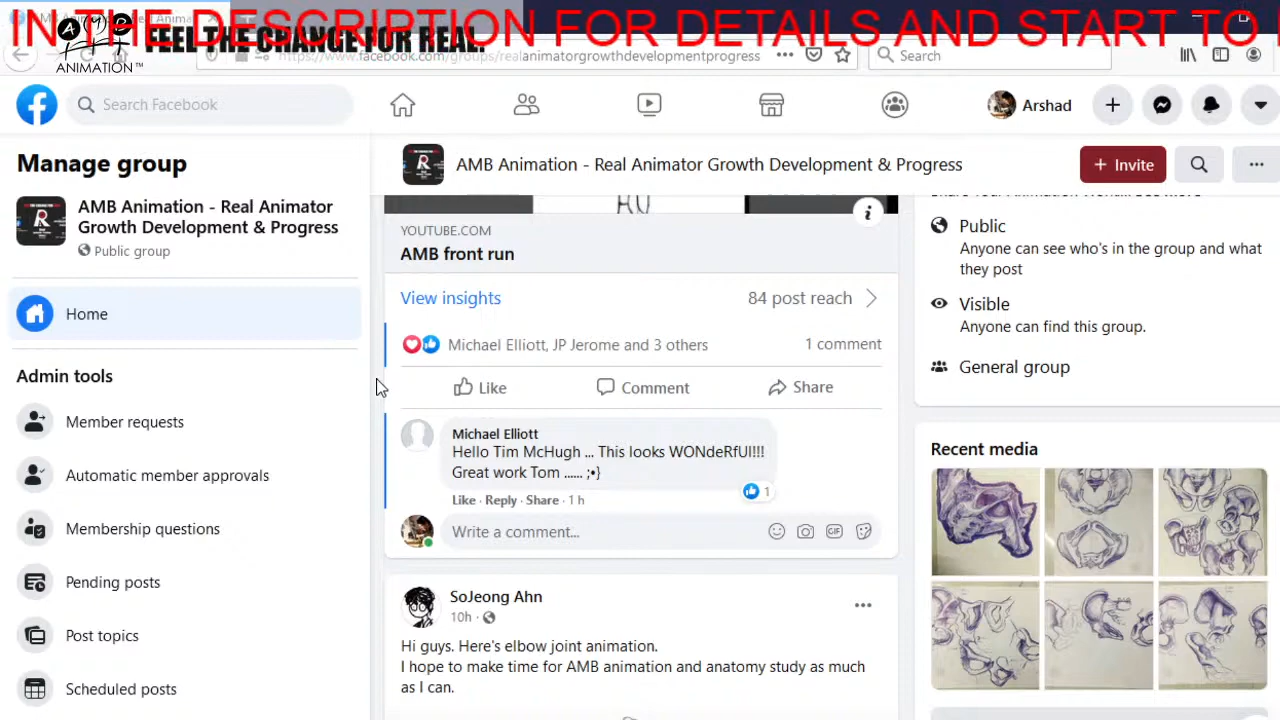 IN THE DESCRIPTION FOR DETAILS AND START TO
FEEL THE CHANGE FOR REAL.
ANIMATION™
https://www.facebook.com/groups/realanimatorgrowthdevelopmentprogress
Search
Search Facebook
Arshad
Manage group
AMB Animation - Real Animator Growth Development & Progress
Invite
AMB Animation - Real Animator
Growth Development & Progress
Public group
Home
Admin tools
Member requests
Automatic member approvals
Membership questions
Pending posts
Post topics
Scheduled posts
YOUTUBE.COM
AMB front run
View insights
84 post reach
Michael Elliott, JP Jerome and 3 others
1 comment
Like
Comment
Share
Michael Elliott
Hello Tim McHugh ... This looks WONdeRfUl!!!
Great work Tom ...... ;•}
Like · Reply · Share · 1 h
1
Write a comment...
GIF
SoJeong Ahn
10h ·
Hi guys. Here's elbow joint animation.
I hope to make time for AMB animation and anatomy study as much
as I can.
Public
Anyone can see who's in the group and what
they post
Visible
Anyone can find this group.
General group
Recent media